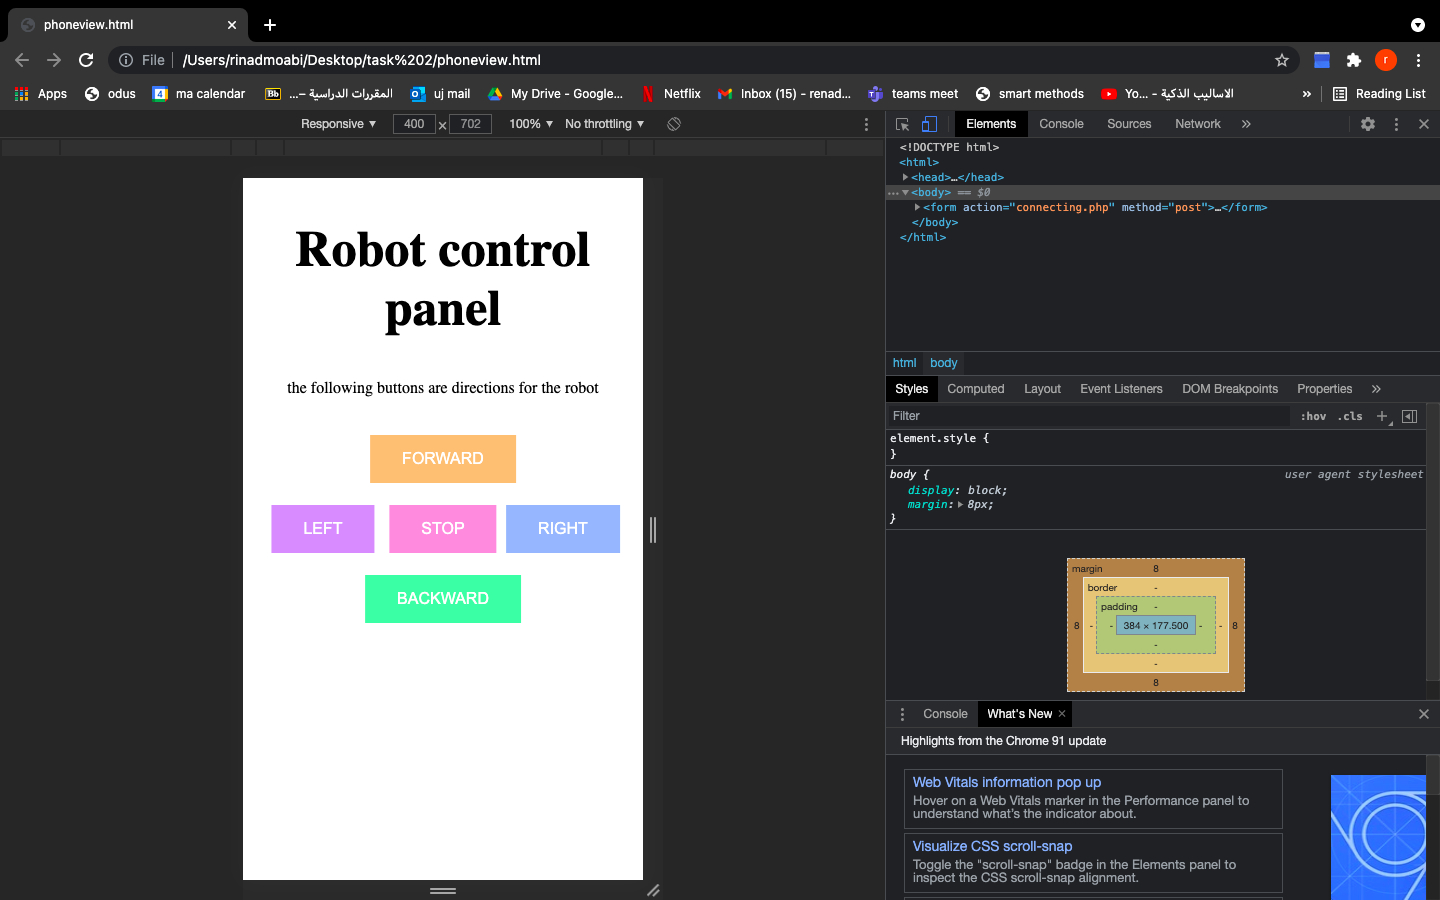 phoneview.html
File | /Users/rinadmoabi/Desktop/task%202/phoneview.html
r
Apps odus 4 ma calendar Bb المقررات الدراسية –... uj mail My Drive - Google... Netflix Inbox (15) - renad... teams meet smart methods Yo... - الاساليب الذكية » Reading List
Responsive ▼ 400 × 702 100% ▼ No throttling ▼
Elements Console Sources Network »
<!DOCTYPE html>
<html>
▶<head>…</head>
…▼<body> == $0
▶<form action="connecting.php" method="post">…</form>
</body>
</html>
html body
Styles Computed Layout Event Listeners DOM Breakpoints Properties »
Filter :hov .cls +
element.style {
}
body { user agent stylesheet
display: block;
margin:▶8px;
}
margin 8
border -
padding -
8 - - 384 × 177.500 - - 8
-
-
8
Console What's New ×
Highlights from the Chrome 91 update
Web Vitals information pop up
Hover on a Web Vitals marker in the Performance panel to
understand what's the indicator about.
Visualize CSS scroll-snap
Toggle the "scroll-snap" badge in the Elements panel to
inspect the CSS scroll-snap alignment.
Robot control
panel
the following buttons are directions for the robot
FORWARD
LEFT STOP RIGHT
BACKWARD